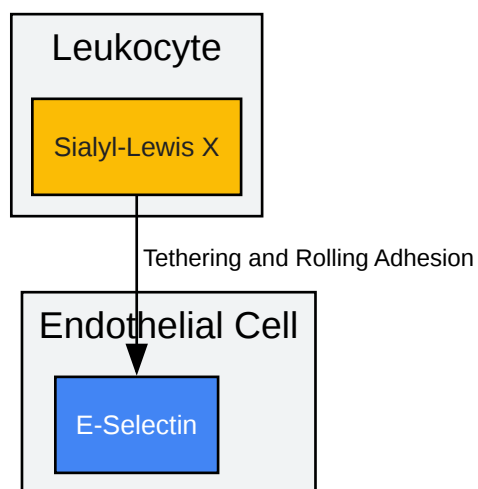 Leukocyte
Sialyl-Lewis X
Tethering and Rolling Adhesion
Endothelial Cell
E-Selectin